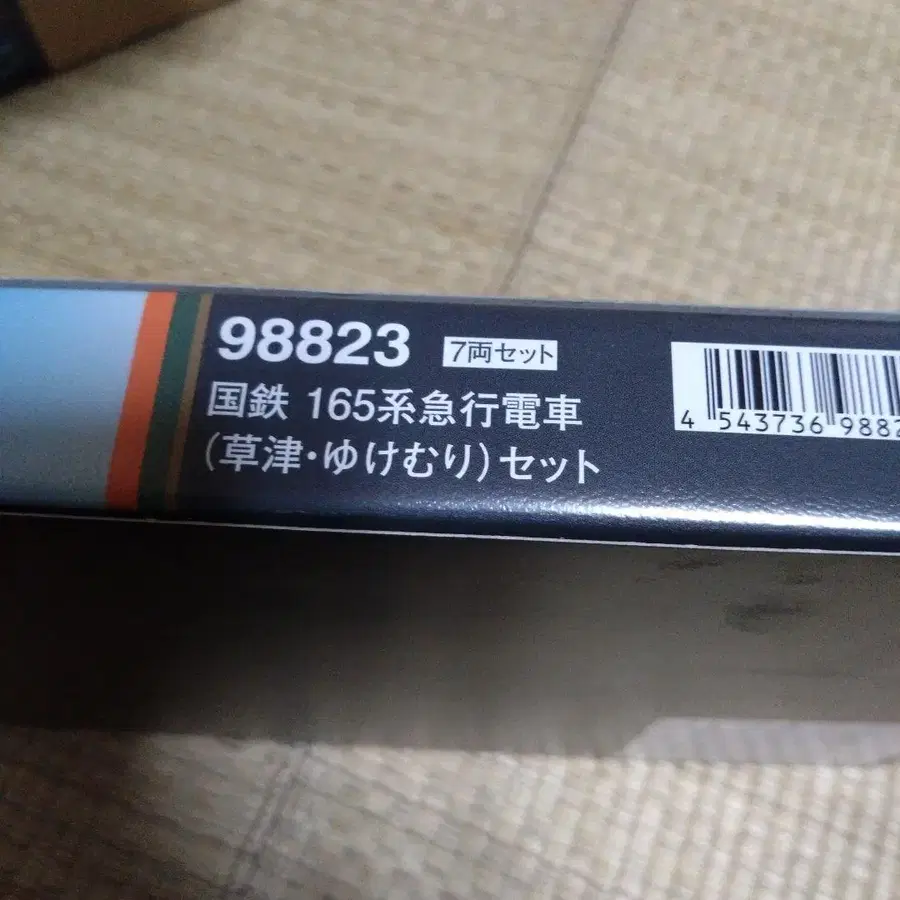 98823 7両セット
国鉄 165系急行電車
(草津・ゆけむり)セット
4 543736 988